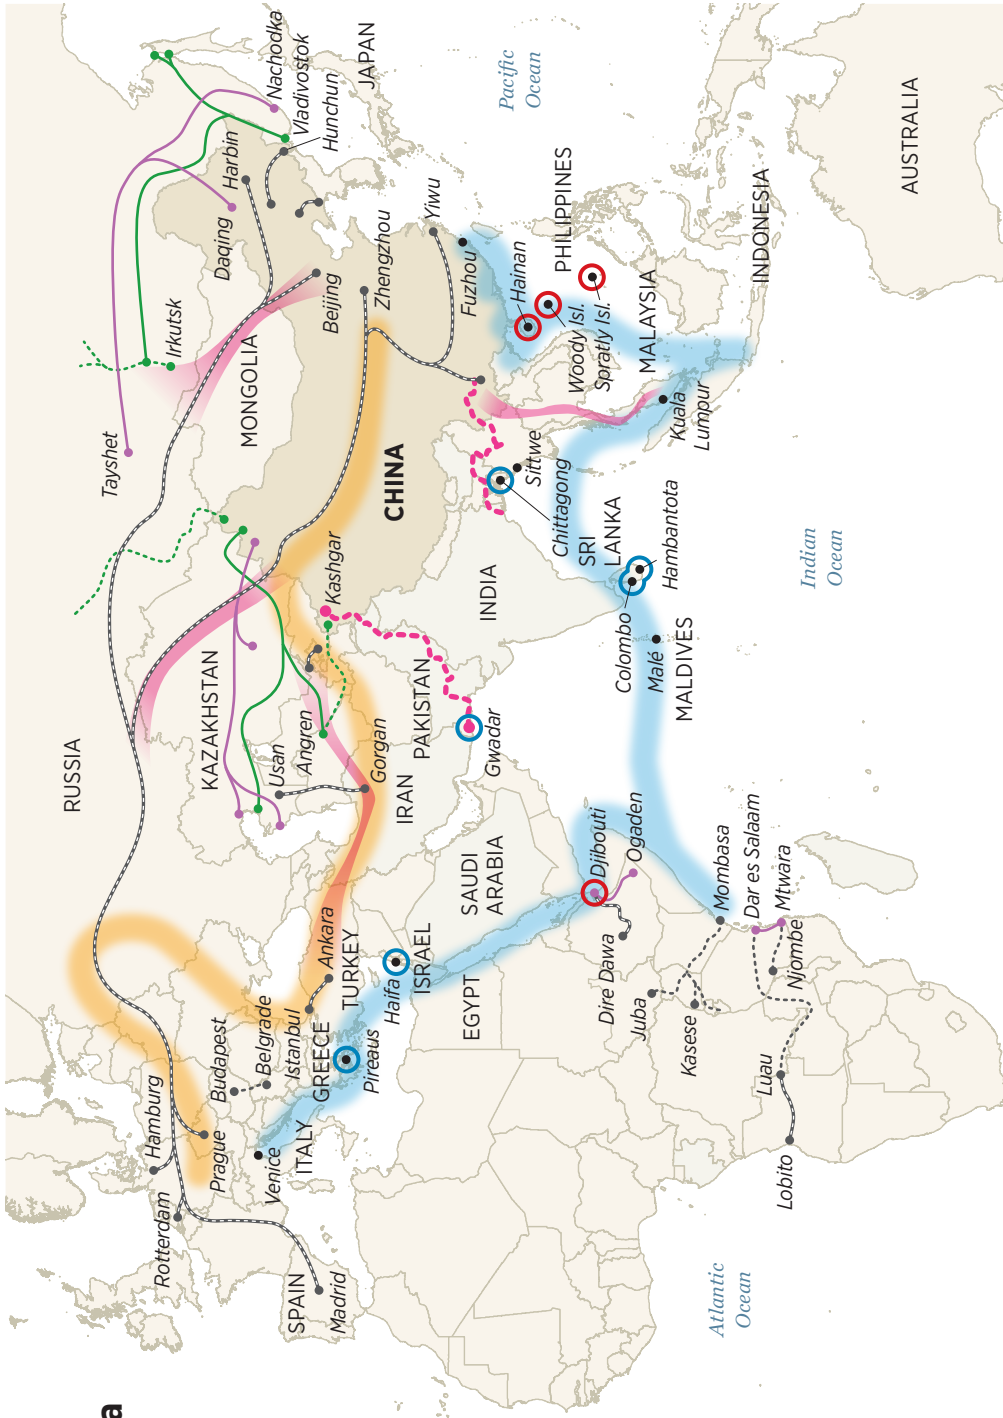 a
RUSSIA
Tayshet
Irkutsk
Nachodka
Vladivostok
Hunchun
Harbin
Daqing
JAPAN
MONGOLIA
Beijing
Zhengzhou
Yiwu
Fuzhou
CHINA
KAZAKHSTAN
Usan
Angren
Kashgar
Gorgan
IRAN
PAKISTAN
Gwadar
INDIA
Chittagong
Sittwe
SRI
LANKA
Colombo
Hambantota
Malé
MALDIVES
Hainan
Woody Isl.
Spratly Isl.
PHILIPPINES
MALAYSIA
Kuala
Lumpur
INDONESIA
AUSTRALIA
Pacific
Ocean
Indian
Ocean
Atlantic
Ocean
Hamburg
Rotterdam
Prague
Budapest
Belgrade
Istanbul
Ankara
TURKEY
GREECE
Pireaus
Venice
ITALY
SPAIN
Madrid
Haifa
ISRAEL
EGYPT
SAUDI
ARABIA
Djibouti
Ogaden
Dire Dawa
Juba
Kasese
Mombasa
Dar es Salaam
Mtwara
Njombe
Luau
Lobito